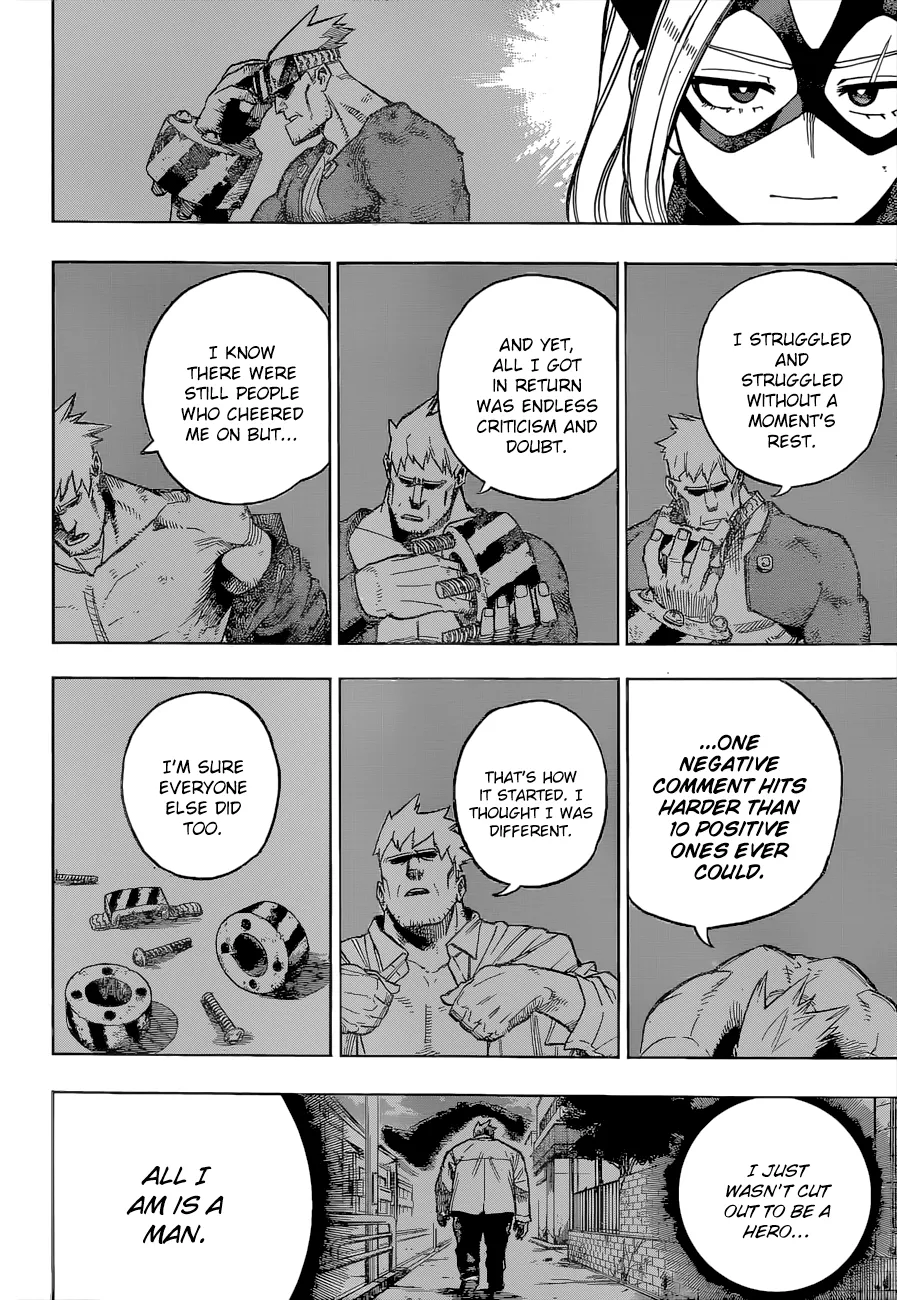 I STRUGGLED
AND
STRUGGLED
WITHOUT A
MOMENT'S
REST.
AND YET,
ALL I GOT
IN RETURN
WAS ENDLESS
CRITICISM AND
DOUBT.
I KNOW
THERE WERE
STILL PEOPLE
WHO CHEERED
ME ON BUT...
...ONE
NEGATIVE
COMMENT HITS
HARDER THAN
10 POSITIVE
ONES EVER
COULD.
THAT'S HOW
IT STARTED. I
THOUGHT I WAS
DIFFERENT.
I'M SURE
EVERYONE
ELSE DID
TOO.
I JUST
WASN'T CUT
OUT TO BE A
HERO...
ALL I
AM IS A
MAN.